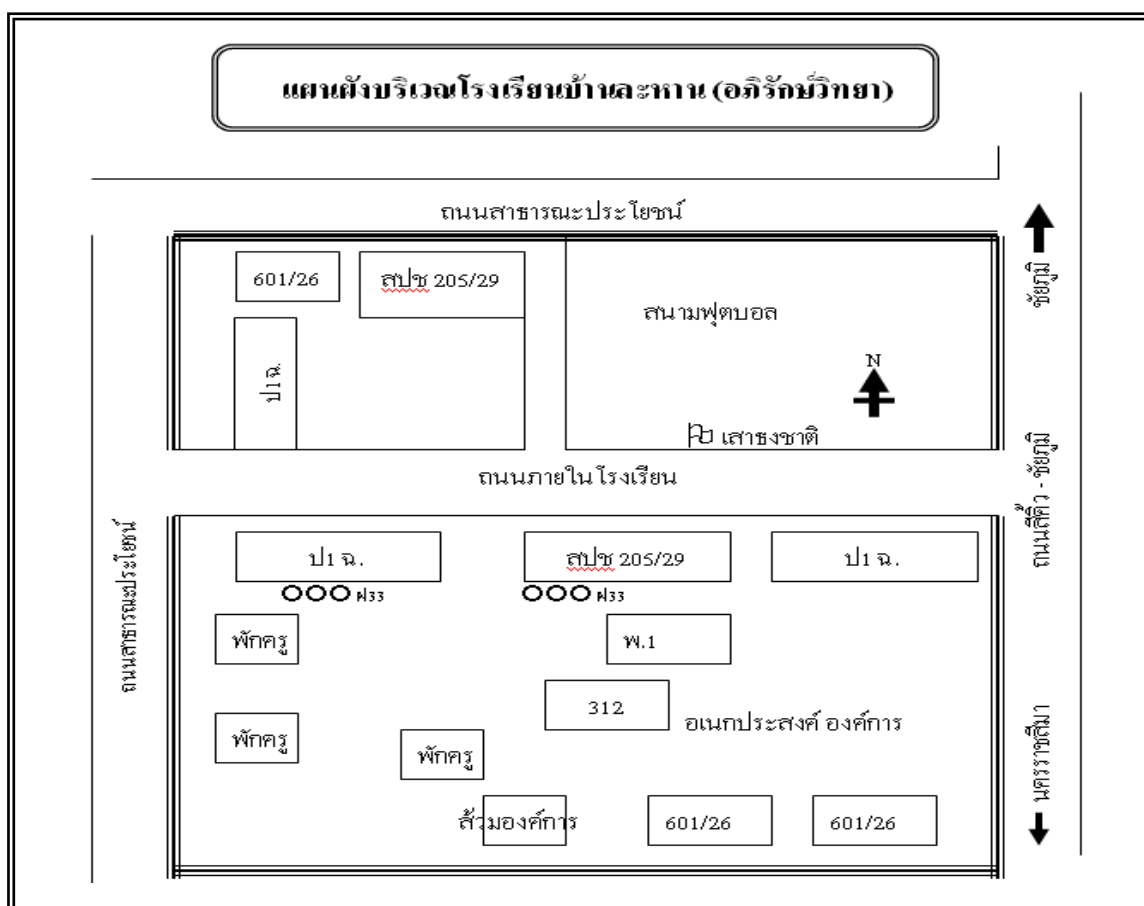 แผนผังบริเวณโรงเรียนบ้านละหาน (อภิรักษ์วิทยา)
ถนนสาธารณะประโยชน์
601/26
สปช 205/29
สนามฟุตบอล
ชัยภูมิ
ป1ฉ.
N
เสาธงชาติ
ถนนภายในโรงเรียน
ถนนสีคิ้ว - ชัยภูมิ
ถนนสาธารณะประโยชน์
ป1 ฉ.
สปช 205/29
ป1 ฉ.
ฝ33
ฝ33
พักครู
พ.1
312
อเนกประสงค์ องค์การ
พักครู
พักครู
นครราชสีมา
ส้วมองค์การ
601/26
601/26